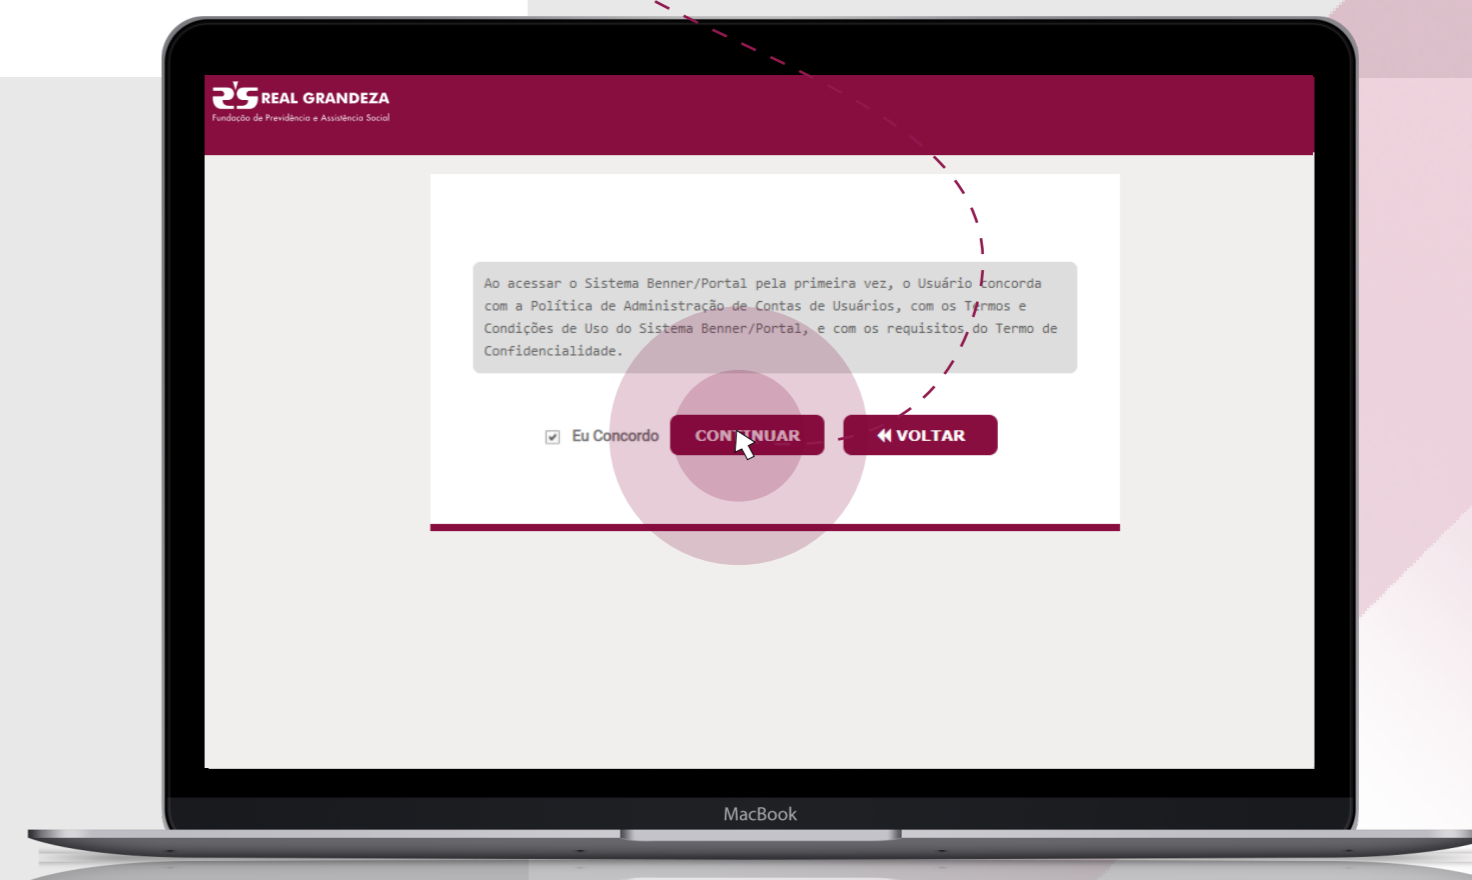 REAL GRANDEZA
Fundação de Previdência e Assistência Social
Ao acessar o Sistema Benner/Portal pela primeira vez, o Usuário concorda
com a Política de Administração de Contas de Usuários, com os Termos e
Condições de Uso do Sistema Benner/Portal, e com os requisitos do Termo de
Confidencialidade.
Eu Concordo
CONTINUAR
VOLTAR
MacBook